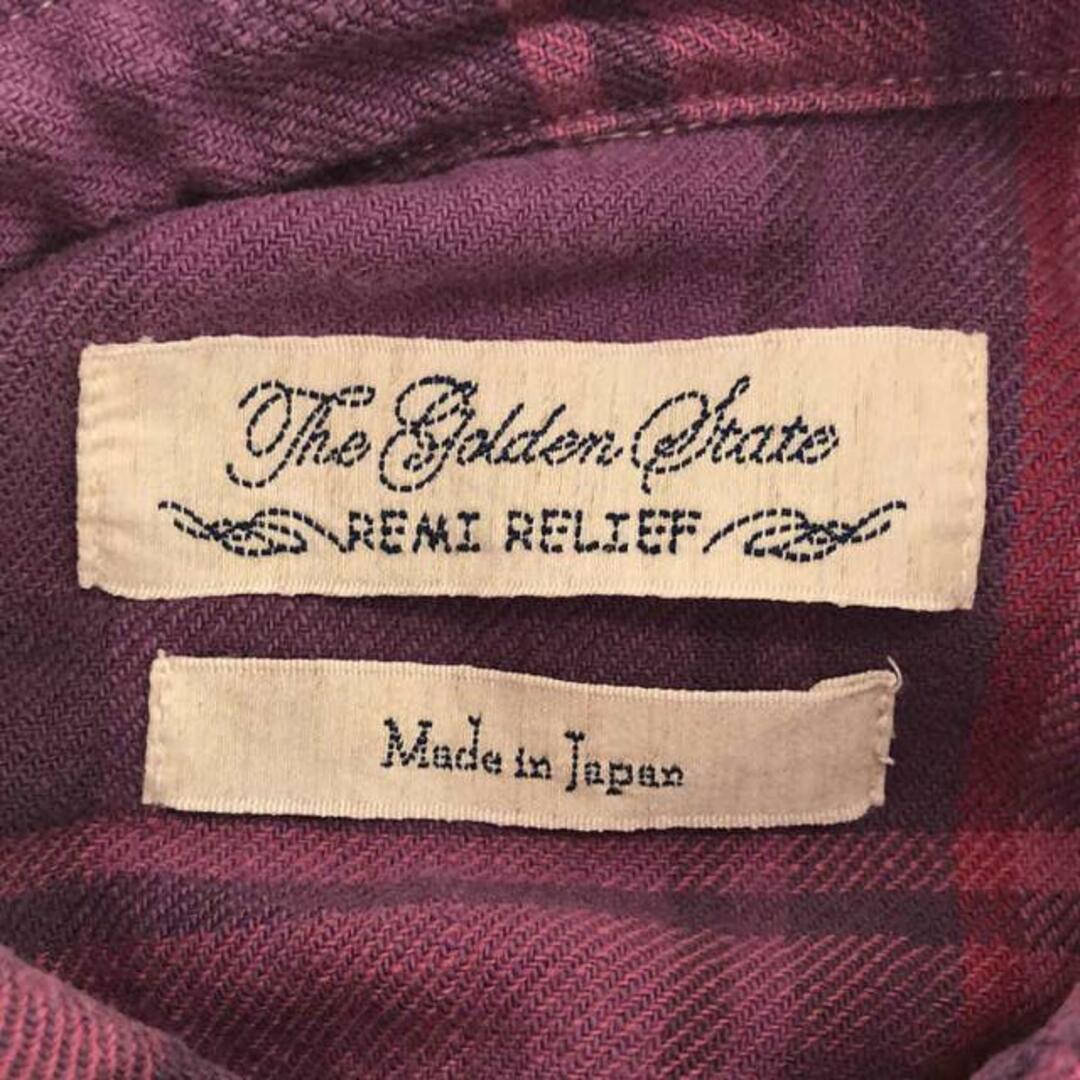 The Golden State
REMI RELIEF
Made in Japan